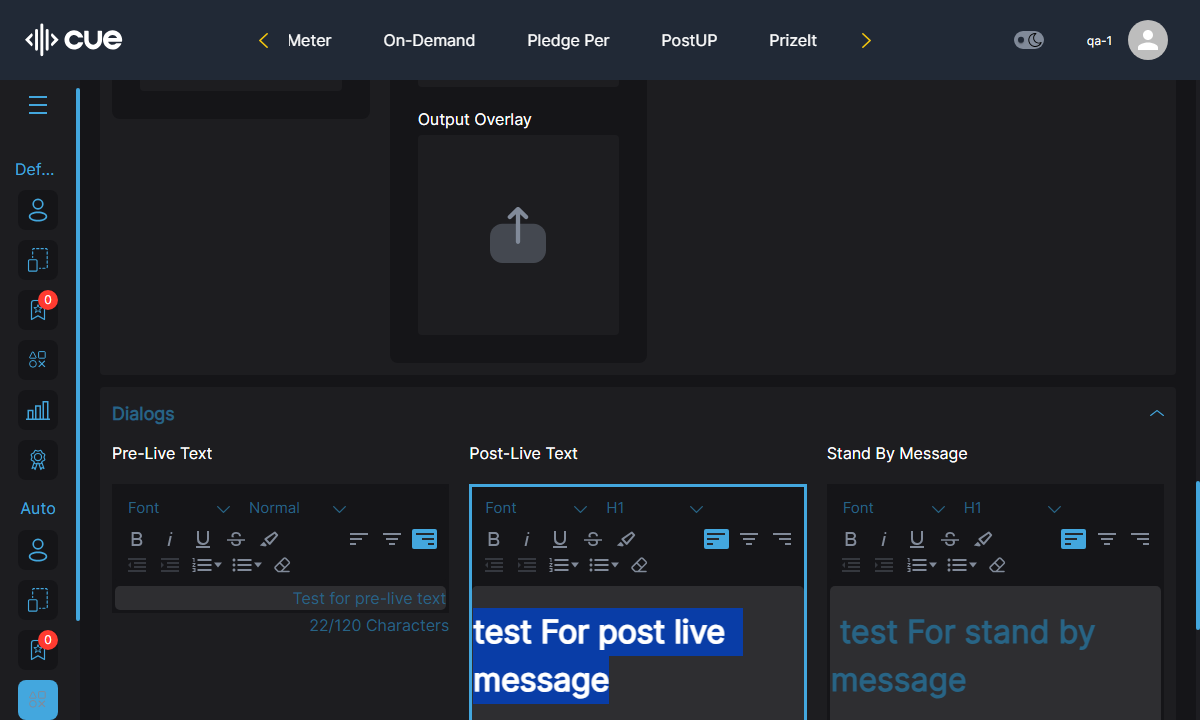 cue
Meter
On-Demand
Pledge Per
PostUP
PrizeIt
qa-1
Def...
0
Auto
0
Output Overlay
Dialogs
Pre-Live Text
Post-Live Text
Stand By Message
Font
Normal
B i U S
Test for pre-live text
22/120 Characters
Font
H1
B i U S
test For post live
message
Font
H1
B i U S
test For stand by
message